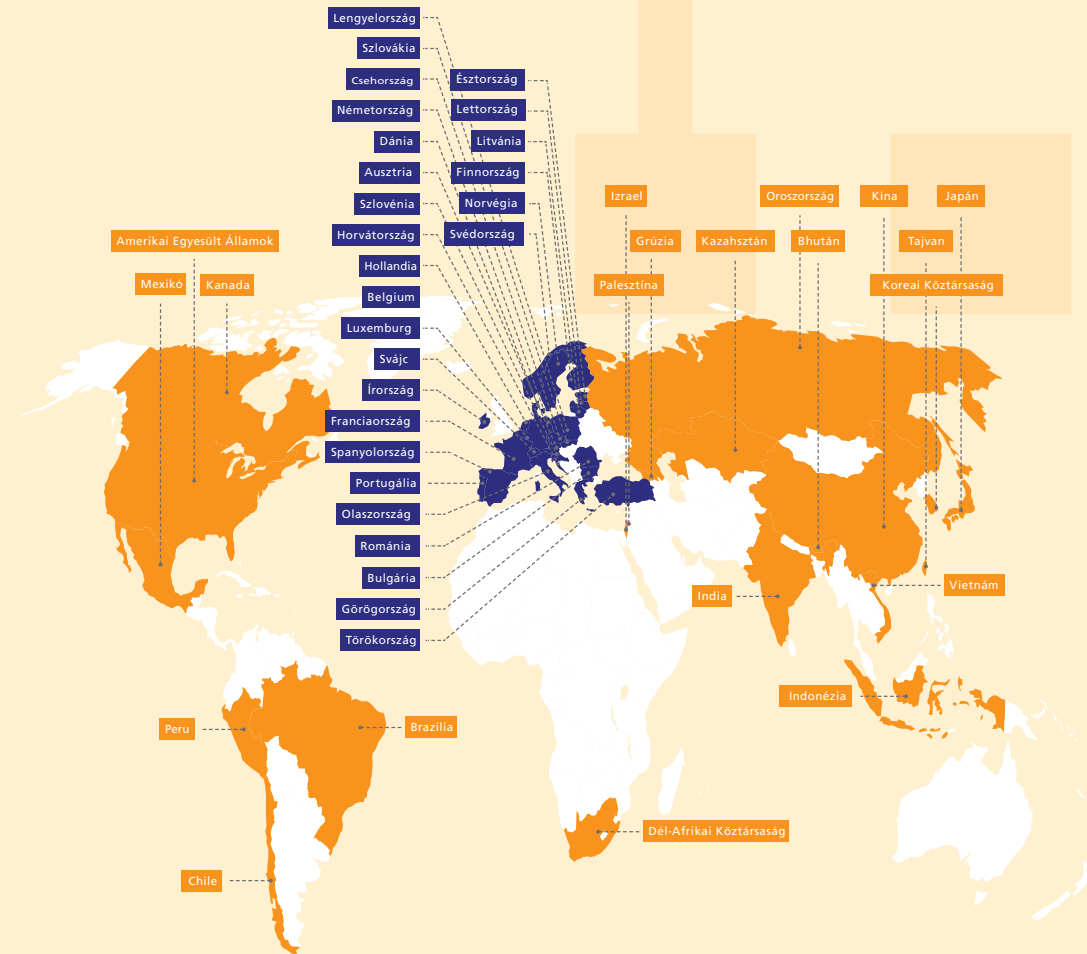 Lengyelország
Szlovákia
Csehország
Németország
Dánia
Ausztria
Szlovénia
Horvátország
Hollandia
Belgium
Luxemburg
Svájc
Írország
Franciaország
Spanyolország
Portugália
Olaszország
Románia
Bulgária
Görögország
Törökország
Észtország
Lettország
Litvánia
Finnország
Norvégia
Svédország
Amerikai Egyesült Államok
Mexikó
Kanada
Izrael
Grúzia
Palesztína
Kazahsztán
Oroszország
Bhután
Kína
Tajvan
Japán
Koreai Köztársaság
India
Vietnám
Indonézia
Peru
Brazília
Dél-Afrikai Köztársaság
Chile